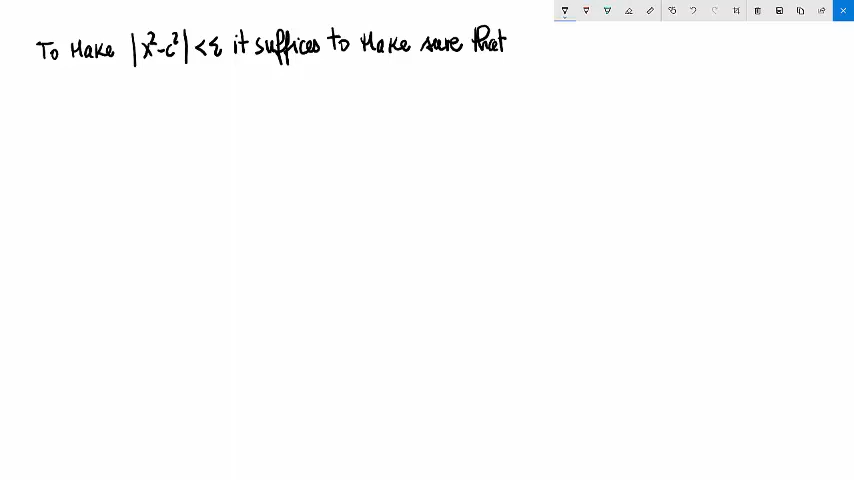 To make |x²-c²| < ε it suffices to make sure that